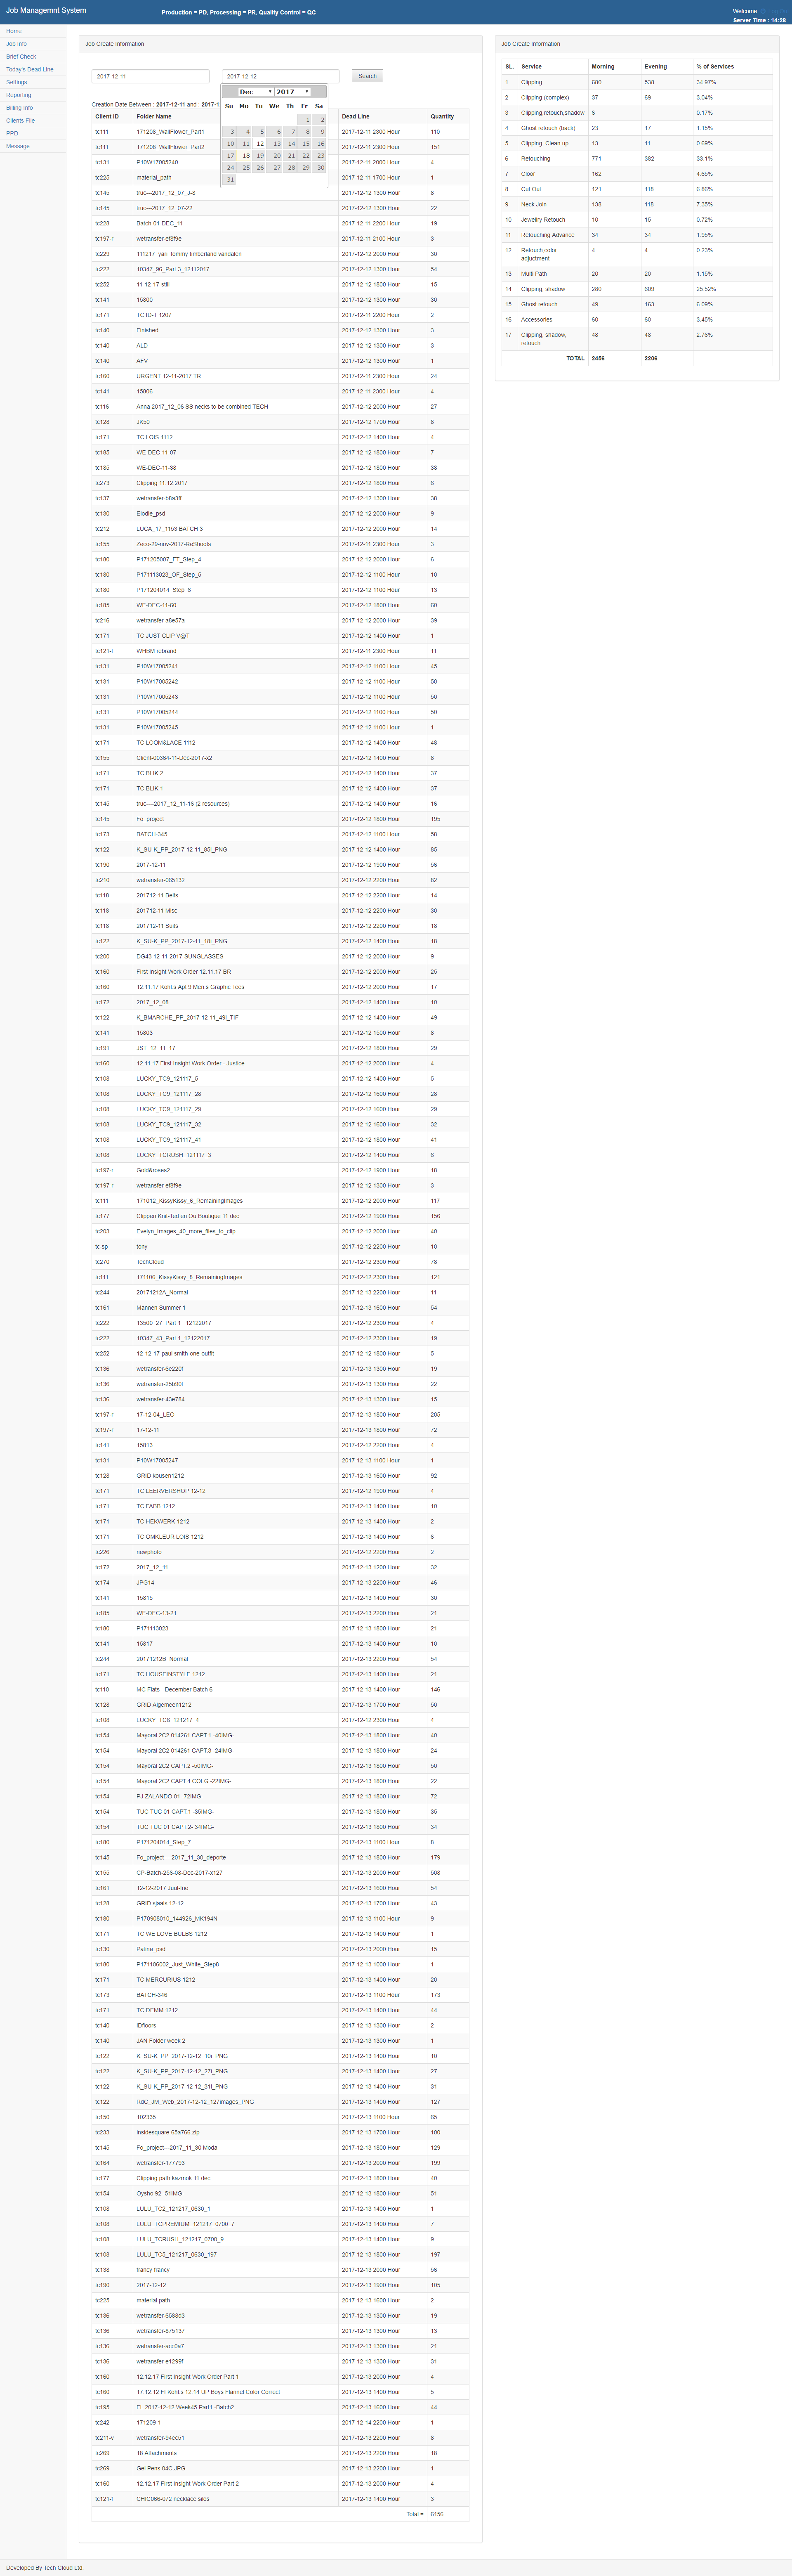 Job Managemnt System
Production = PD, Processing = PR, Quality Control = QC
Welcome
Server Time : 14:28
Home
Job Info
Brief Check
Today's Dead Line
Settings
Reporting
Billing Info
Clients File
PPD
Message
Job Create Information
2017-12-11 2017-12-12 Search
Dec 2017
Su Mo Tu We Th Fr Sa
1 2
3 4 5 6 7 8 9
10 11 12 13 14 15 16
17 18 19 20 21 22 23
24 25 26 27 28 29 30
31
Creation Date Between : 2017-12-11 and : 2017-1
Client ID Folder Name Dead Line Quantity
tc111 171208_WallFlower_Part1 2017-12-11 2300 Hour 110
tc111 171208_WallFlower_Part2 2017-12-11 2300 Hour 151
tc131 P10W17005240 2017-12-11 2000 Hour 4
tc225 material_path 2017-12-11 1700 Hour 1
tc145 truc---2017_12_07_J-8 2017-12-12 1300 Hour 8
tc145 truc---2017_12_07-22 2017-12-12 1300 Hour 22
tc228 Batch-01-DEC_11 2017-12-11 2200 Hour 19
tc197-r wetransfer-ef8f9e 2017-12-11 2100 Hour 3
tc229 111217_yari_tommy timberland vandalen 2017-12-12 2000 Hour 30
tc222 10347_96_Part 3_12112017 2017-12-12 1300 Hour 54
tc252 11-12-17-still 2017-12-12 1800 Hour 15
tc141 15800 2017-12-12 1300 Hour 30
tc171 TC ID-T 1207 2017-12-11 2200 Hour 2
tc140 Finished 2017-12-12 1300 Hour 3
tc140 ALD 2017-12-12 1300 Hour 3
tc140 AFV 2017-12-12 1300 Hour 1
tc160 URGENT 12-11-2017 TR 2017-12-11 2300 Hour 24
tc141 15806 2017-12-11 2300 Hour 4
tc116 Anna 2017_12_06 SS necks to be combined TECH 2017-12-12 2000 Hour 27
tc128 JK50 2017-12-12 1700 Hour 8
tc171 TC LOIS 1112 2017-12-12 1400 Hour 4
tc185 WE-DEC-11-07 2017-12-12 1800 Hour 7
tc185 WE-DEC-11-38 2017-12-12 1800 Hour 38
tc273 Clipping 11.12.2017 2017-12-12 1800 Hour 6
tc137 wetransfer-b8a3ff 2017-12-12 1300 Hour 38
tc130 Elodie_psd 2017-12-12 2000 Hour 9
tc212 LUCA_17_1153 BATCH 3 2017-12-12 2000 Hour 14
tc155 Zeco-29-nov-2017-ReShoots 2017-12-11 2300 Hour 3
tc180 P171205007_FT_Step_4 2017-12-12 2000 Hour 6
tc180 P171113023_OF_Step_5 2017-12-12 1100 Hour 10
tc180 P171204014_Step_6 2017-12-12 1100 Hour 13
tc185 WE-DEC-11-60 2017-12-12 1800 Hour 60
tc216 wetransfer-a8e57a 2017-12-12 2000 Hour 39
tc171 TC JUST CLIP V@T 2017-12-12 1400 Hour 1
tc121-f WHBM rebrand 2017-12-11 2300 Hour 11
tc131 P10W17005241 2017-12-12 1100 Hour 45
tc131 P10W17005242 2017-12-12 1100 Hour 50
tc131 P10W17005243 2017-12-12 1100 Hour 50
tc131 P10W17005244 2017-12-12 1100 Hour 50
tc131 P10W17005245 2017-12-12 1100 Hour 1
tc171 TC LOOM&LACE 1112 2017-12-12 1400 Hour 48
tc155 Client-00364-11-Dec-2017-x2 2017-12-12 1400 Hour 8
tc171 TC BLIK 2 2017-12-12 1400 Hour 37
tc171 TC BLIK 1 2017-12-12 1400 Hour 37
tc145 truc----2017_12_11-16 (2 resources) 2017-12-12 1400 Hour 16
tc145 Fo_project 2017-12-12 1800 Hour 195
tc173 BATCH-345 2017-12-12 1100 Hour 58
tc122 K_SU-K_PP_2017-12-11_85i_PNG 2017-12-12 1400 Hour 85
tc190 2017-12-11 2017-12-12 1900 Hour 56
tc210 wetransfer-065132 2017-12-12 2200 Hour 62
tc118 201712-11 Belts 2017-12-12 2200 Hour 14
tc118 201712-11 Misc 2017-12-12 2200 Hour 30
tc118 201712-11 Suits 2017-12-12 2200 Hour 18
tc122 K_SU-K_PP_2017-12-11_18i_PNG 2017-12-12 1400 Hour 18
tc200 DG43 12-11-2017-SUNGLASSES 2017-12-12 2000 Hour 9
tc160 First Insight Work Order 12.11.17 BR 2017-12-12 2000 Hour 25
tc160 12.11.17 Kohl.s Apt 9 Men.s Graphic Tees 2017-12-12 2000 Hour 17
tc172 2017_12_08 2017-12-12 1400 Hour 10
tc122 K_BMARCHE_PP_2017-12-11_49i_TIF 2017-12-12 1400 Hour 49
tc141 15803 2017-12-12 1500 Hour 8
tc191 JST_12_11_17 2017-12-12 1800 Hour 29
tc160 12.11.17 First Insight Work Order - Justice 2017-12-12 2000 Hour 4
tc108 LUCKY_TC9_121117_5 2017-12-12 1400 Hour 5
tc108 LUCKY_TC9_121117_28 2017-12-12 1600 Hour 28
tc108 LUCKY_TC9_121117_29 2017-12-12 1600 Hour 29
tc108 LUCKY_TC9_121117_32 2017-12-12 1600 Hour 32
tc108 LUCKY_TC9_121117_41 2017-12-12 1800 Hour 41
tc108 LUCKY_TCRUSH_121117_3 2017-12-12 1400 Hour 6
tc197-r Gold&roses2 2017-12-12 1900 Hour 18
tc197-r wetransfer-ef8f9e 2017-12-12 1300 Hour 3
tc111 171012_KissyKissy_6_RemainingImages 2017-12-12 2000 Hour 117
tc177 Clippen Knit-Ted en Ou Boutique 11 dec 2017-12-12 1900 Hour 156
tc203 Evelyn_Images_40_more_files_to_clip 2017-12-12 2000 Hour 40
tc-sp tony 2017-12-12 2200 Hour 10
tc270 TechCloud 2017-12-12 2300 Hour 78
tc111 171106_KissyKissy_8_RemainingImages 2017-12-12 2300 Hour 121
tc244 20171212A_Normal 2017-12-13 2200 Hour 11
tc161 Mannen Summer 1 2017-12-13 1600 Hour 54
tc222 13500_27_Part 1 _12122017 2017-12-12 2300 Hour 4
tc222 10347_43_Part 1_12122017 2017-12-12 2300 Hour 19
tc252 12-12-17-paul smith-one-outfit 2017-12-12 1800 Hour 5
tc136 wetransfer-6e220f 2017-12-13 1300 Hour 19
tc136 wetransfer-25b90f 2017-12-13 1300 Hour 22
tc136 wetransfer-43e784 2017-12-13 1300 Hour 15
tc197-r 17-12-04_LEO 2017-12-13 1800 Hour 205
tc197-r 17-12-11 2017-12-13 1800 Hour 72
tc141 15813 2017-12-12 2200 Hour 4
tc131 P10W17005247 2017-12-13 1100 Hour 1
tc128 GRID kousen1212 2017-12-13 1600 Hour 92
tc171 TC LEERVERSHOP 12-12 2017-12-12 1900 Hour 4
tc171 TC FABB 1212 2017-12-13 1400 Hour 10
tc171 TC HEKWERK 1212 2017-12-13 1400 Hour 2
tc171 TC OMKLEUR LOIS 1212 2017-12-13 1400 Hour 6
tc226 newphoto 2017-12-12 2200 Hour 2
tc172 2017_12_11 2017-12-13 1200 Hour 32
tc174 JPG14 2017-12-13 2200 Hour 46
tc141 15815 2017-12-13 1400 Hour 30
tc185 WE-DEC-13-21 2017-12-13 2200 Hour 21
tc180 P171113023 2017-12-13 1800 Hour 21
tc141 15817 2017-12-13 1400 Hour 10
tc244 20171212B_Normal 2017-12-13 2200 Hour 54
tc171 TC HOUSEINSTYLE 1212 2017-12-13 1400 Hour 21
tc110 MC Flats - December Batch 6 2017-12-13 1400 Hour 146
tc128 GRID Algemeen1212 2017-12-13 1700 Hour 50
tc108 LUCKY_TC6_121217_4 2017-12-12 2300 Hour 4
tc154 Mayoral 2C2 014261 CAPT.1 -40IMG- 2017-12-13 1800 Hour 40
tc154 Mayoral 2C2 014261 CAPT.3 -24IMG- 2017-12-13 1800 Hour 24
tc154 Mayoral 2C2 CAPT.2 -50IMG- 2017-12-13 1800 Hour 50
tc154 Mayoral 2C2 CAPT.4 COLG -22IMG- 2017-12-13 1800 Hour 22
tc154 PJ ZALANDO 01 -72IMG- 2017-12-13 1800 Hour 72
tc154 TUC TUC 01 CAPT.1 -35IMG- 2017-12-13 1800 Hour 35
tc154 TUC TUC 01 CAPT.2- 34IMG- 2017-12-13 1800 Hour 34
tc180 P171204014_Step_7 2017-12-13 1100 Hour 8
tc145 Fo_project----2017_11_30_deporte 2017-12-13 1800 Hour 179
tc155 CP-Batch-256-08-Dec-2017-x127 2017-12-13 2000 Hour 508
tc161 12-12-2017 Juul-Irie 2017-12-13 1600 Hour 54
tc128 GRID sjaals 12-12 2017-12-13 1700 Hour 43
tc180 P170908010_144926_MK194N 2017-12-13 1100 Hour 9
tc171 TC WE LOVE BULBS 1212 2017-12-13 1400 Hour 1
tc130 Patina_psd 2017-12-13 2000 Hour 15
tc180 P171106002_Just_White_Step8 2017-12-13 1000 Hour 1
tc171 TC MERCURIUS 1212 2017-12-13 1400 Hour 20
tc173 BATCH-346 2017-12-13 1100 Hour 173
tc171 TC DEMM 1212 2017-12-13 1400 Hour 44
tc140 IDfloors 2017-12-13 1300 Hour 2
tc140 JAN Folder week 2 2017-12-13 1300 Hour 1
tc122 K_SU-K_PP_2017-12-12_10i_PNG 2017-12-13 1400 Hour 10
tc122 K_SU-K_PP_2017-12-12_27i_PNG 2017-12-13 1400 Hour 27
tc122 K_SU-K_PP_2017-12-12_31i_PNG 2017-12-13 1400 Hour 31
tc122 RdC_JM_Web_2017-12-12_127images_PNG 2017-12-13 1400 Hour 127
tc150 102335 2017-12-13 1100 Hour 65
tc233 insidesquare-65a766.zip 2017-12-13 1700 Hour 100
tc145 Fo_project---2017_11_30 Moda 2017-12-13 1800 Hour 129
tc164 wetransfer-177793 2017-12-13 2000 Hour 199
tc177 Clipping path kazmok 11 dec 2017-12-13 1800 Hour 40
tc154 Oysho 92 -51IMG- 2017-12-13 1800 Hour 51
tc108 LULU_TC2_121217_0630_1 2017-12-13 1400 Hour 1
tc108 LULU_TCPREMIUM_121217_0700_7 2017-12-13 1400 Hour 7
tc108 LULU_TCRUSH_121217_0700_9 2017-12-13 1400 Hour 9
tc108 LULU_TC5_121217_0630_197 2017-12-13 1800 Hour 197
tc138 francy francy 2017-12-13 2000 Hour 56
tc190 2017-12-12 2017-12-13 1900 Hour 105
tc225 material path 2017-12-13 1600 Hour 2
tc136 wetransfer-6588d3 2017-12-13 1300 Hour 19
tc136 wetransfer-875137 2017-12-13 1300 Hour 13
tc136 wetransfer-acc0a7 2017-12-13 1300 Hour 21
tc136 wetransfer-e1299f 2017-12-13 1300 Hour 31
tc160 12.12.17 First Insight Work Order Part 1 2017-12-13 2000 Hour 4
tc160 17.12.12 FI Kohl.s 12.14 UP Boys Flannel Color Correct 2017-12-13 1400 Hour 5
tc195 FL 2017-12-12 Week45 Part1 -Batch2 2017-12-13 1600 Hour 44
tc242 171209-1 2017-12-14 2200 Hour 1
tc211-v wetransfer-94ec51 2017-12-13 2200 Hour 8
tc269 18 Attachments 2017-12-13 2200 Hour 18
tc269 Gel Pens 04C JPG 2017-12-13 2200 Hour 1
tc160 12.12.17 First Insight Work Order Part 2 2017-12-13 2000 Hour 4
tc121-f CHIC066-072 necklace silos 2017-12-13 1400 Hour 3
Total = 6156
Job Create Information
SL. Service Morning Evening % of Services
1 Clipping 680 538 34.97%
2 Clipping (complex) 37 69 3.04%
3 Clipping,retouch,shadow 6 0.17%
4 Ghost retouch (back) 23 17 1.15%
5 Clipping, Clean up 13 11 0.69%
6 Retouching 771 382 33.1%
7 Cloor 162 4.65%
8 Cut Out 121 118 6.86%
9 Neck Join 138 118 7.35%
10 Jewellry Retouch 10 15 0.72%
11 Retouching Advance 34 34 1.95%
12 Retouch,color 4 4 0.23%
adjuctment
13 Multi Path 20 20 1.15%
14 Clipping, shadow 280 609 25.52%
15 Ghost retouch 49 163 6.09%
16 Accessories 60 60 3.45%
17 Clipping, shadow, 48 48 2.76%
retouch
TOTAL 2456 2206
Developed By Tech Cloud Ltd.